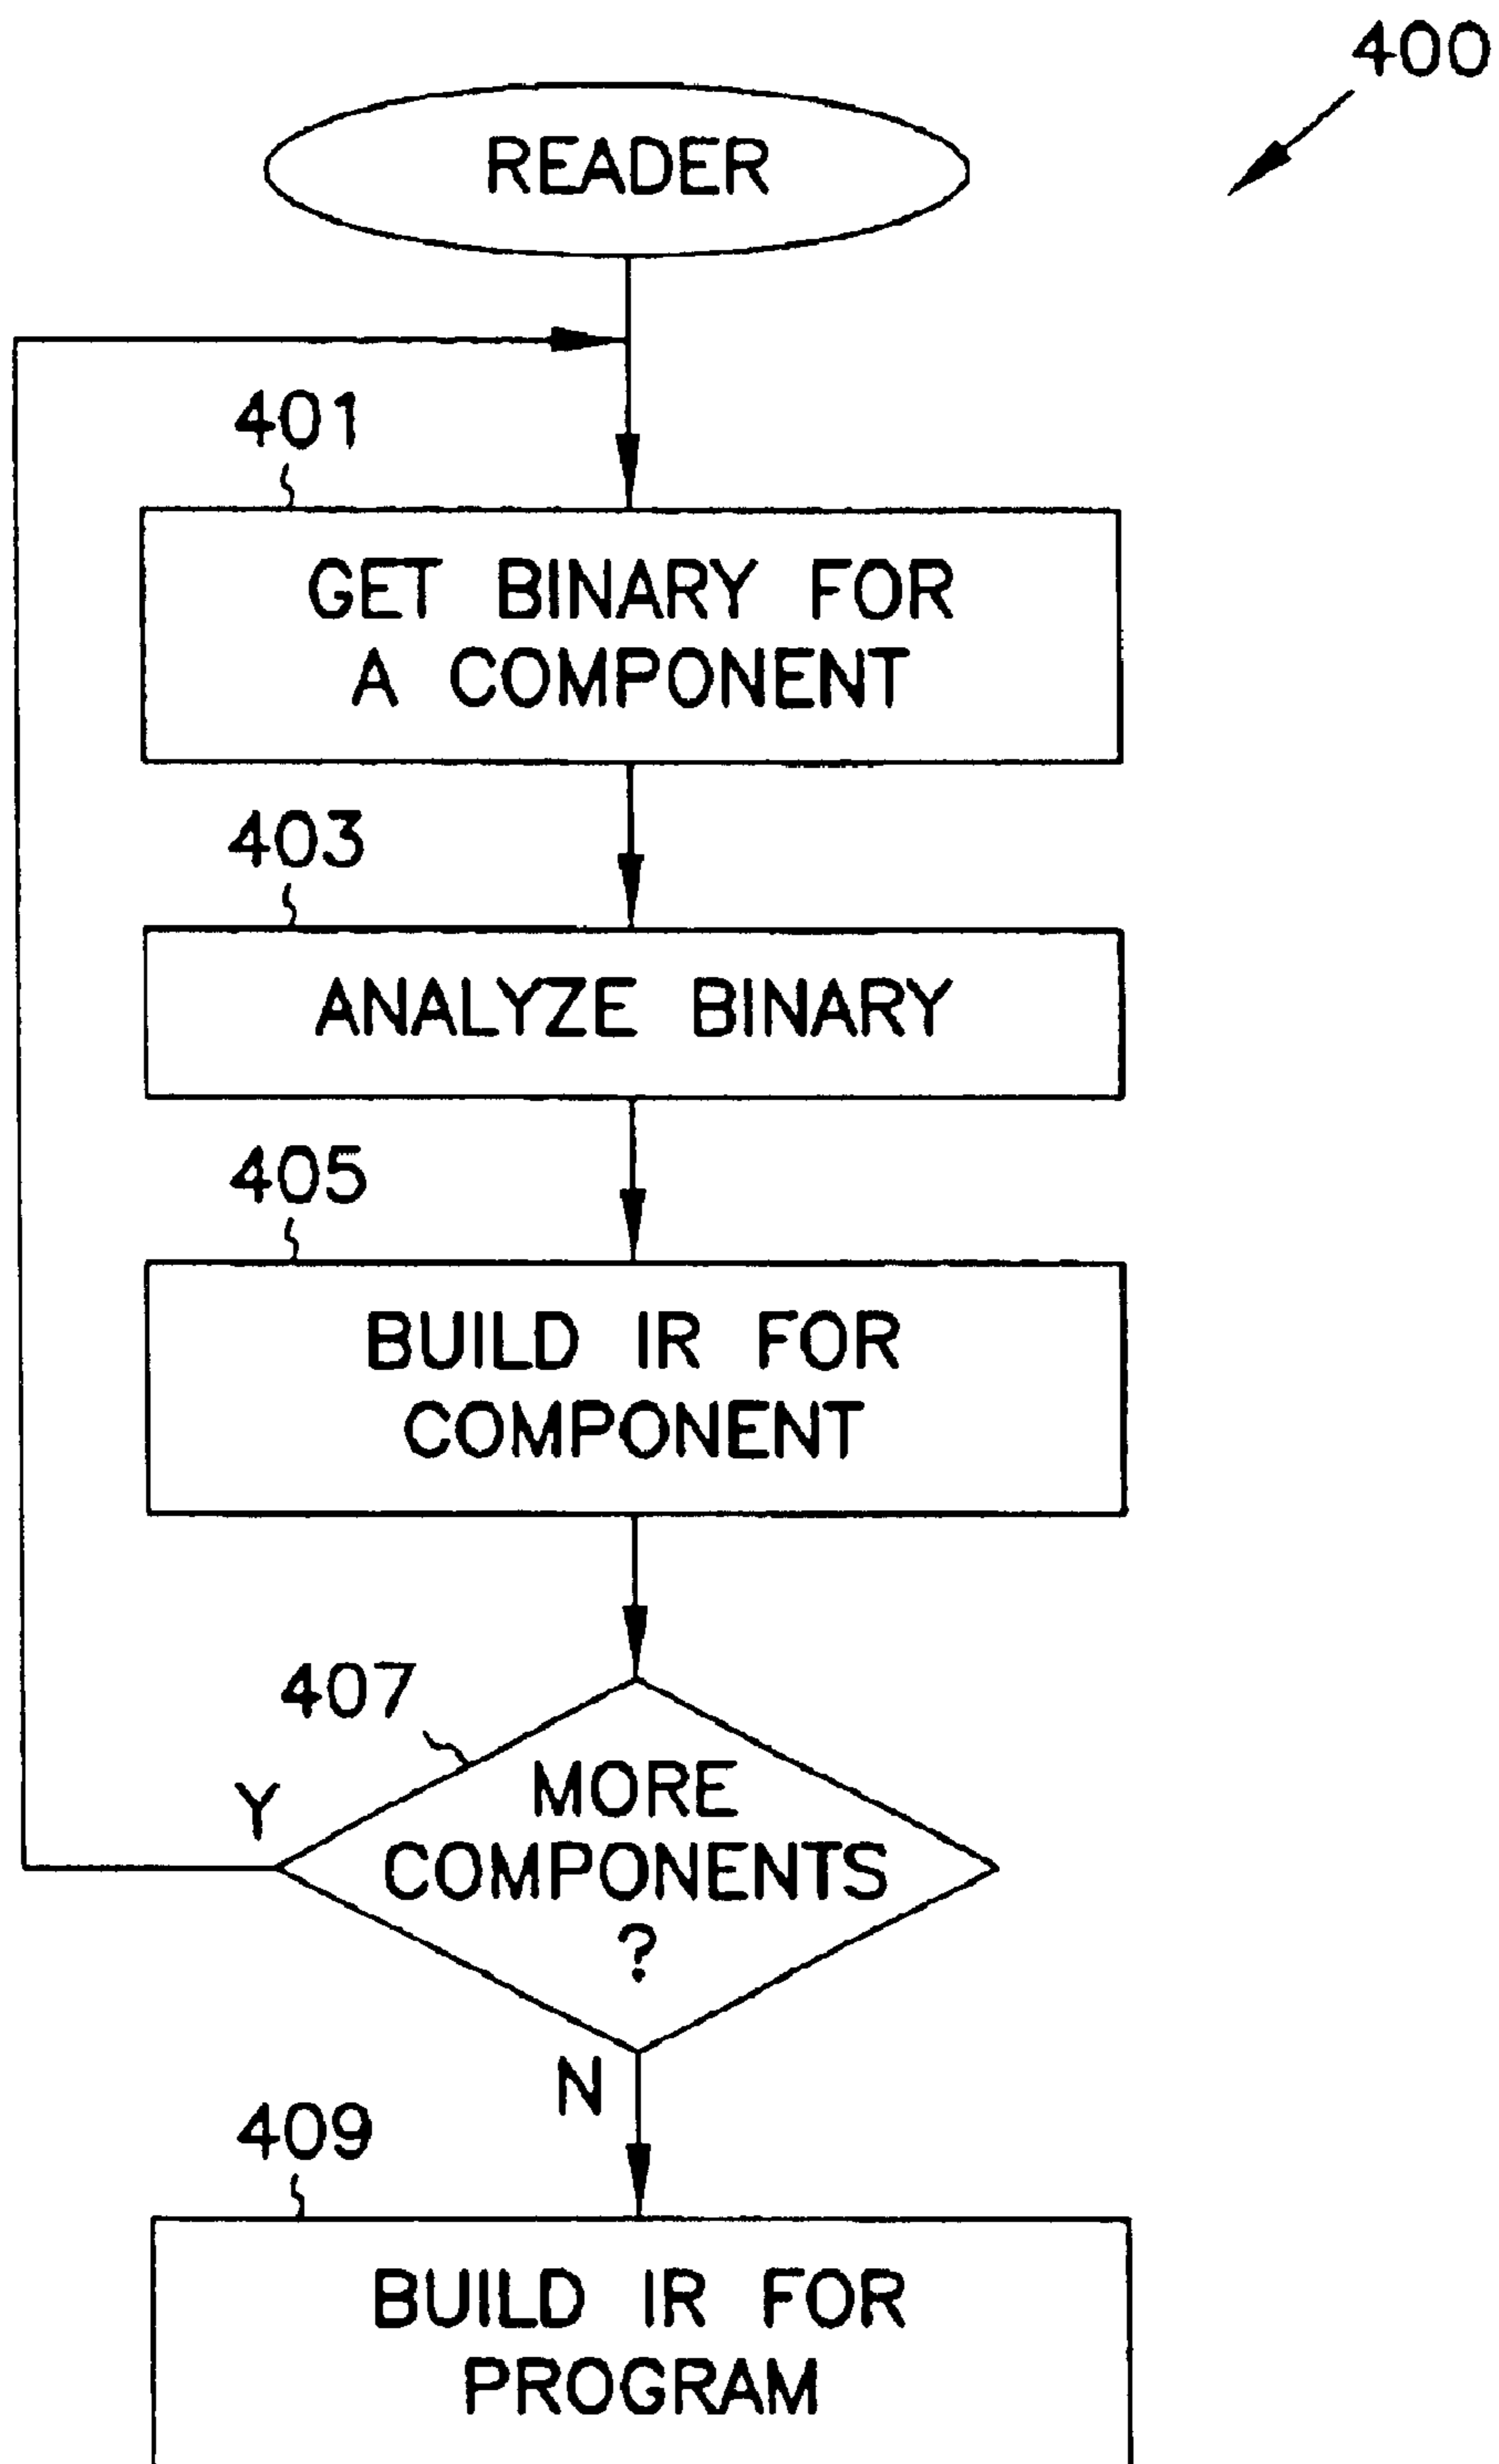 400
READER
401
GET BINARY FOR
A COMPONENT
403
ANALYZE BINARY
405
BUILD IR FOR
COMPONENT
407
MORE
COMPONENTS
?
Y
N
409
BUILD IR FOR
PROGRAM